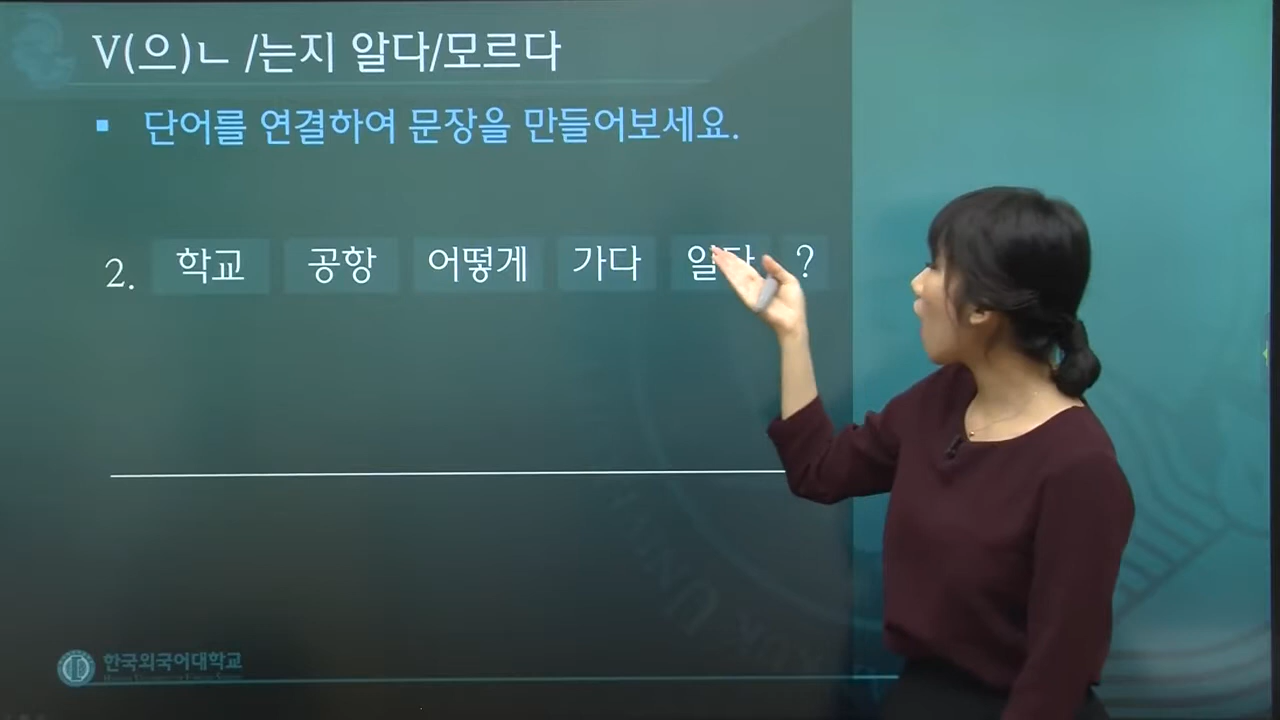 V(으)ㄴ /는지 알다/모르다
▪ 단어를 연결하여 문장을 만들어보세요.
2. 학교 공항 어떻게 가다 알다 ?
한국외국어대학교